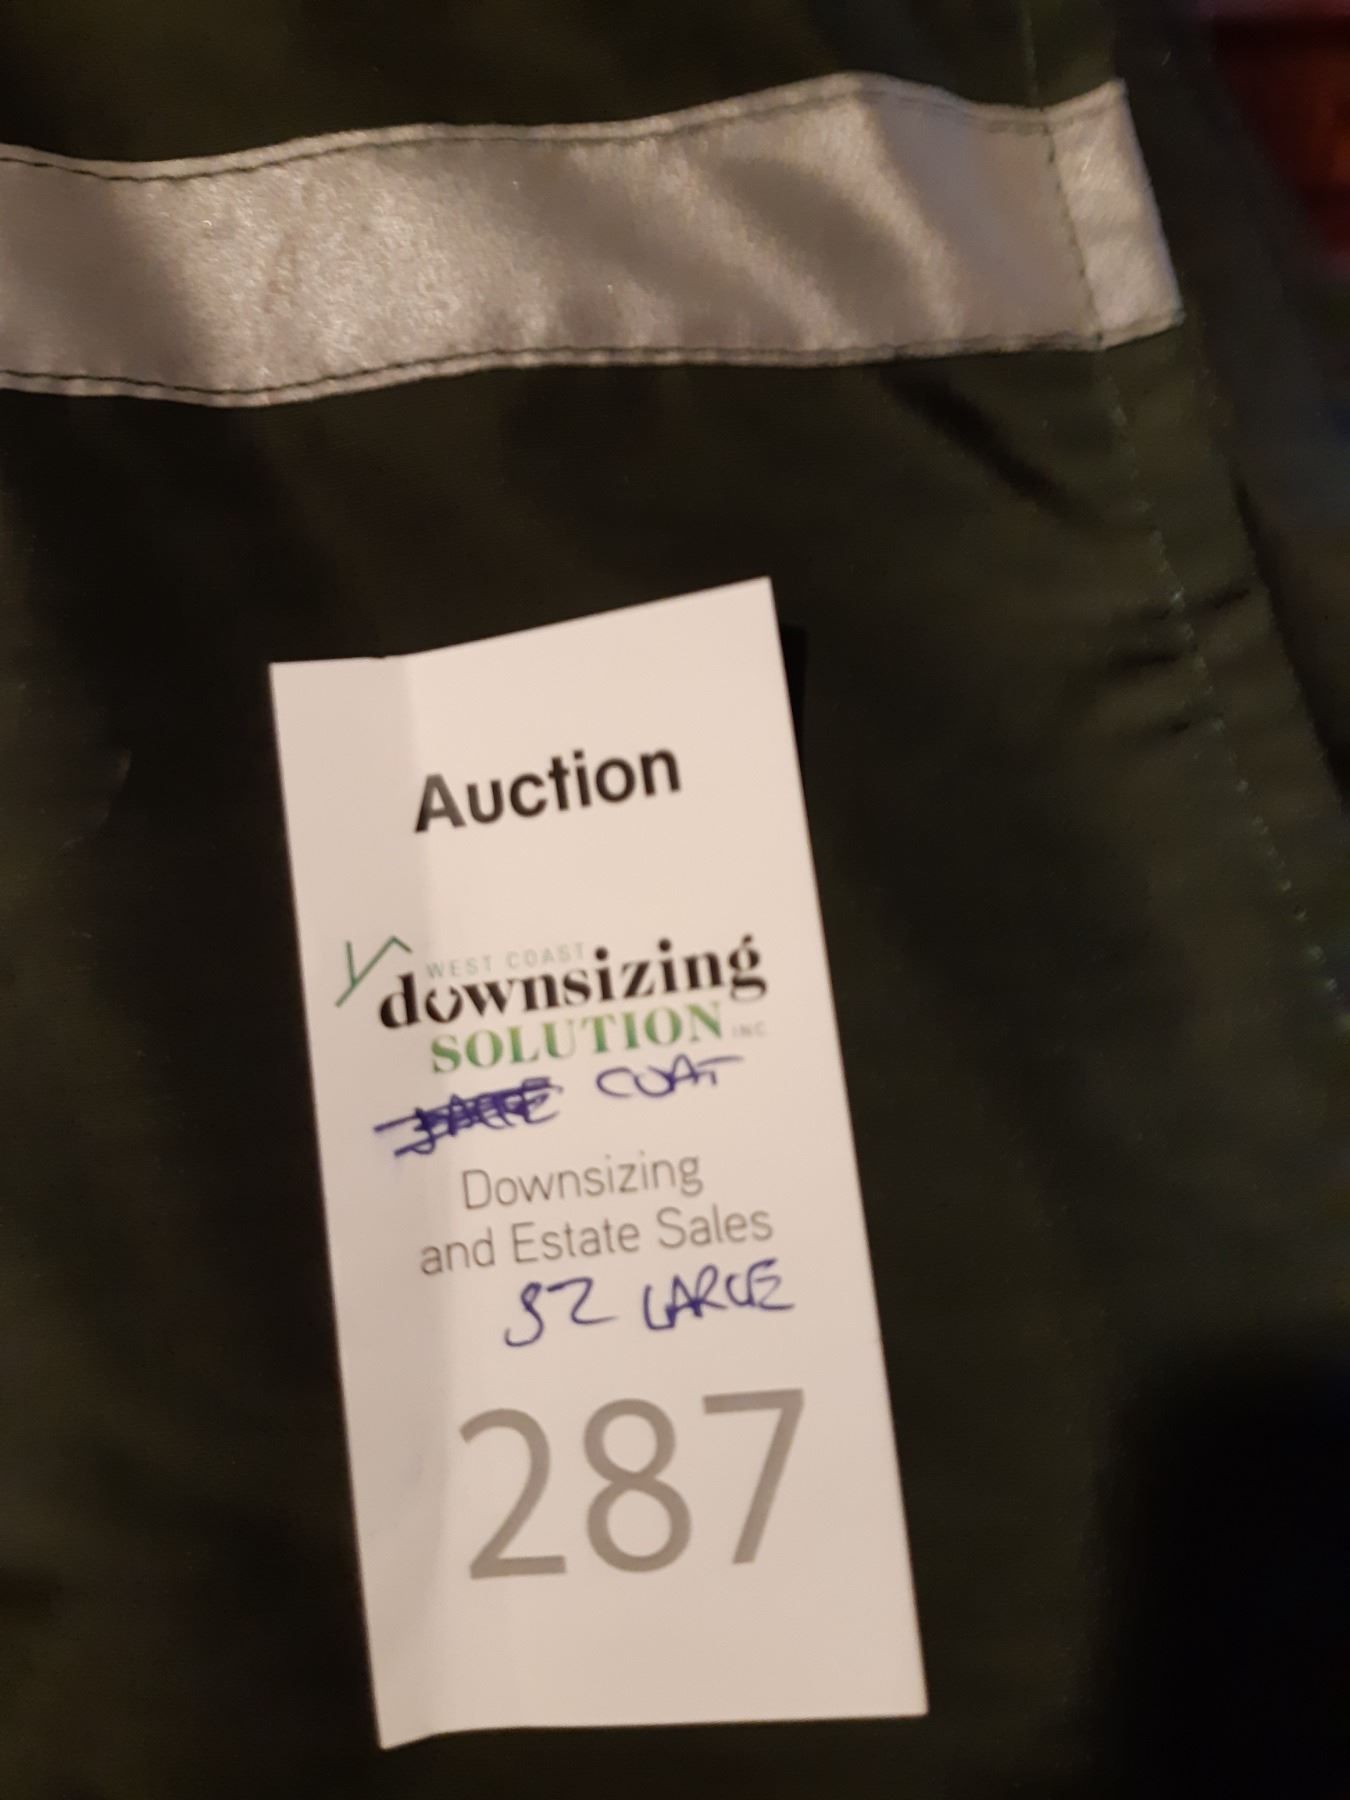 Auction
WEST COAST
downsizing
SOLUTION INC
COAT
Downsizing
and Estate Sales
SZ LARGE
287